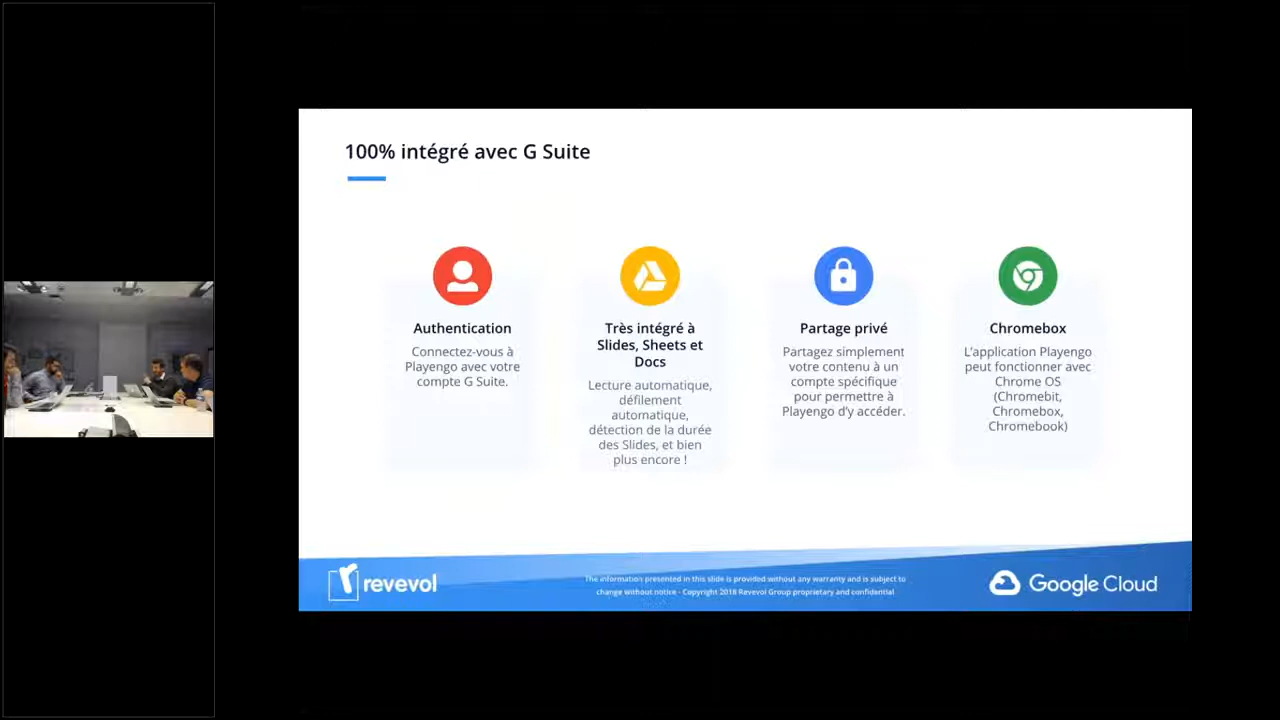 100% intégré avec G Suite
Authentication
Connectez-vous à
Playengo avec votre
compte G Suite.
Très intégré à
Slides, Sheets et
Docs
Lecture automatique,
défilement
automatique,
détection de la durée
des Slides, et bien
plus encore !
Partage privé
Partagez simplement
votre contenu à un
compte spécifique
pour permettre à
Playengo d'y accéder.
Chromebox
L'application Playengo
peut fonctionner avec
Chrome OS
(Chromebit,
Chromebox,
Chromebook)
revevol
The information presented in this slide is provided without any warranty and is subject to
change without notice - Copyright 2018 Revevol Group proprietary and confidential
Google Cloud